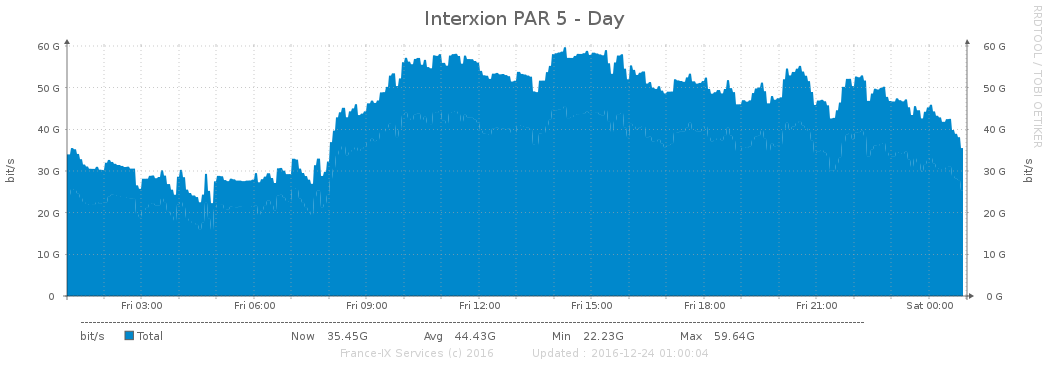 Interxion PAR 5 - Day
RRDTOOL / TOBI OETIKER
bit/s
60 G
50 G
40 G
30 G
20 G
10 G
0
60 G
50 G
40 G
30 G
20 G
10 G
0 G
bit/s
Fri 03:00 Fri 06:00 Fri 09:00 Fri 12:00 Fri 15:00 Fri 18:00 Fri 21:00 Sat 00:00
bit/s Total Now 35.45G Avg 44.43G Min 22.23G Max 59.64G
France-IX Services (c) 2016 Updated : 2016-12-24 01:00:04